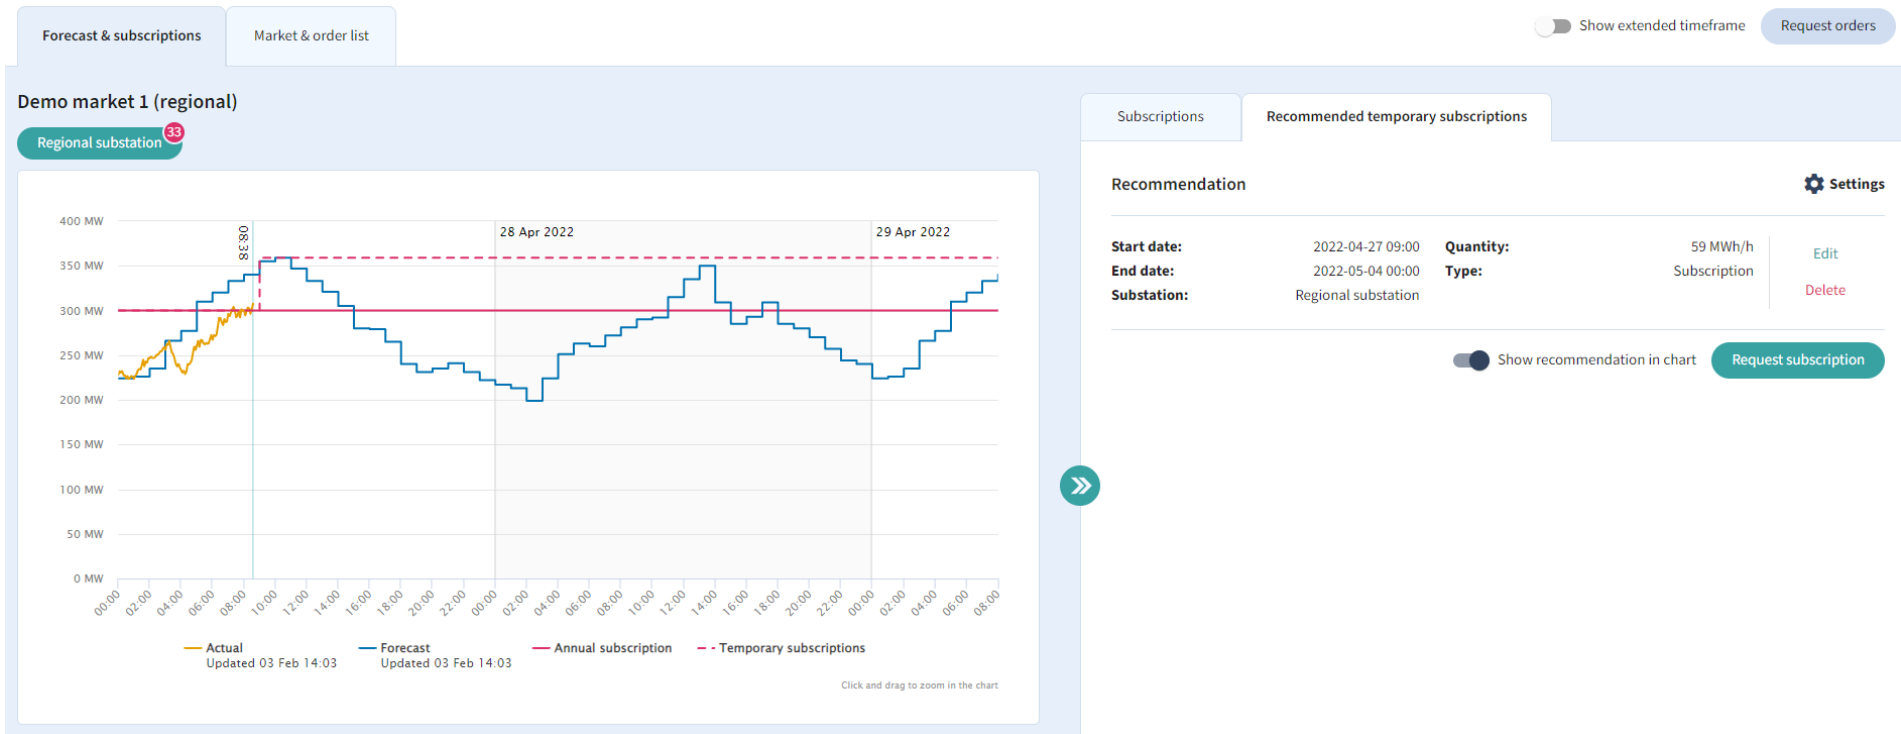 Forecast & subscriptions
Market & order list
Show extended timeframe
Request orders
Demo market 1 (regional)
Regional substation
33
Subscriptions
Recommended temporary subscriptions
Recommendation
Settings
Start date: 2022-04-27 09:00 Quantity: 59 MWh/h
End date: 2022-05-04 00:00 Type: Subscription
Substation: Regional substation
Edit
Delete
Show recommendation in chart
Request subscription
400 MW
350 MW
300 MW
250 MW
200 MW
150 MW
100 MW
50 MW
0 MW
08:38
28 Apr 2022
29 Apr 2022
00:00 02:00 04:00 06:00 08:00 10:00 12:00 14:00 16:00 18:00 20:00 22:00 00:00 02:00 04:00 06:00 08:00 10:00 12:00 14:00 16:00 18:00 20:00 22:00 00:00 02:00 04:00 06:00 08:00
Actual
Updated 03 Feb 14:03
Forecast
Updated 03 Feb 14:03
Annual subscription
Temporary subscriptions
Click and drag to zoom in the chart